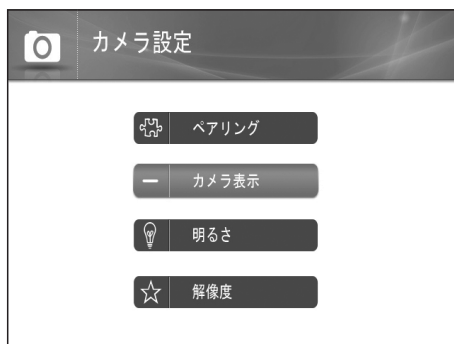 カメラ設定
ペアリング
カメラ表示
明るさ
解像度